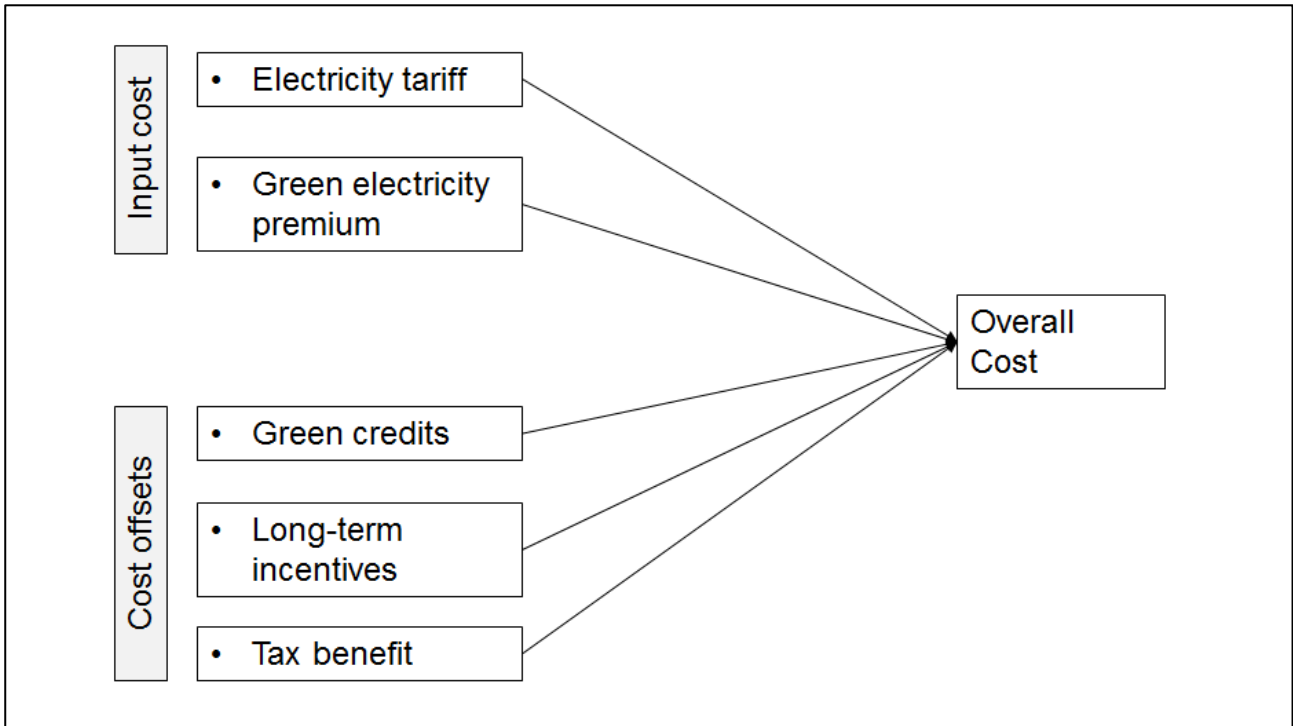 Input cost
• Electricity tariff
• Green electricity
premium
Overall
Cost
Cost offsets
• Green credits
• Long-term
incentives
• Tax benefit